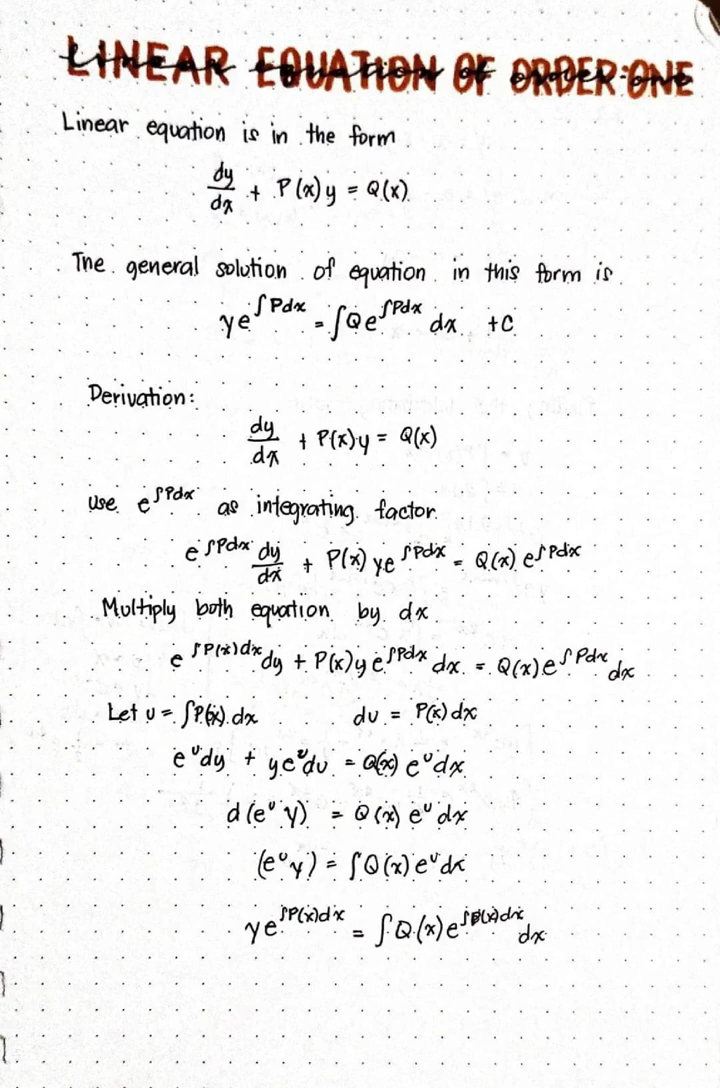 LINEAR EQUATION OF ORDER ONE
Linear equation is in the form
dy/dx + P(x)y = Q(x)
The general solution of equation in this form is
ye^∫Pdx = ∫Qe^∫Pdx dx +C
Derivation:
dy/dx + P(x)y = Q(x)
use e^∫Pdx as integrating factor
e^∫Pdx dy/dx + P(x) ye^∫Pdx = Q(x) e^∫Pdx
Multiply both equation by dx
e^∫P(x)dx dy + P(x)y e^∫Pdx dx = Q(x)e^∫Pdx dx
Let u = ∫P(x) dx du = P(x)dx
e^u dy + ye^u du = Q(x) e^u dx
d(e^u y) = Q(x) e^u dx
(e^u y) = ∫Q(x)e^u dx
ye^∫P(x)dx = ∫Q(x)e^∫P(x)dx dx